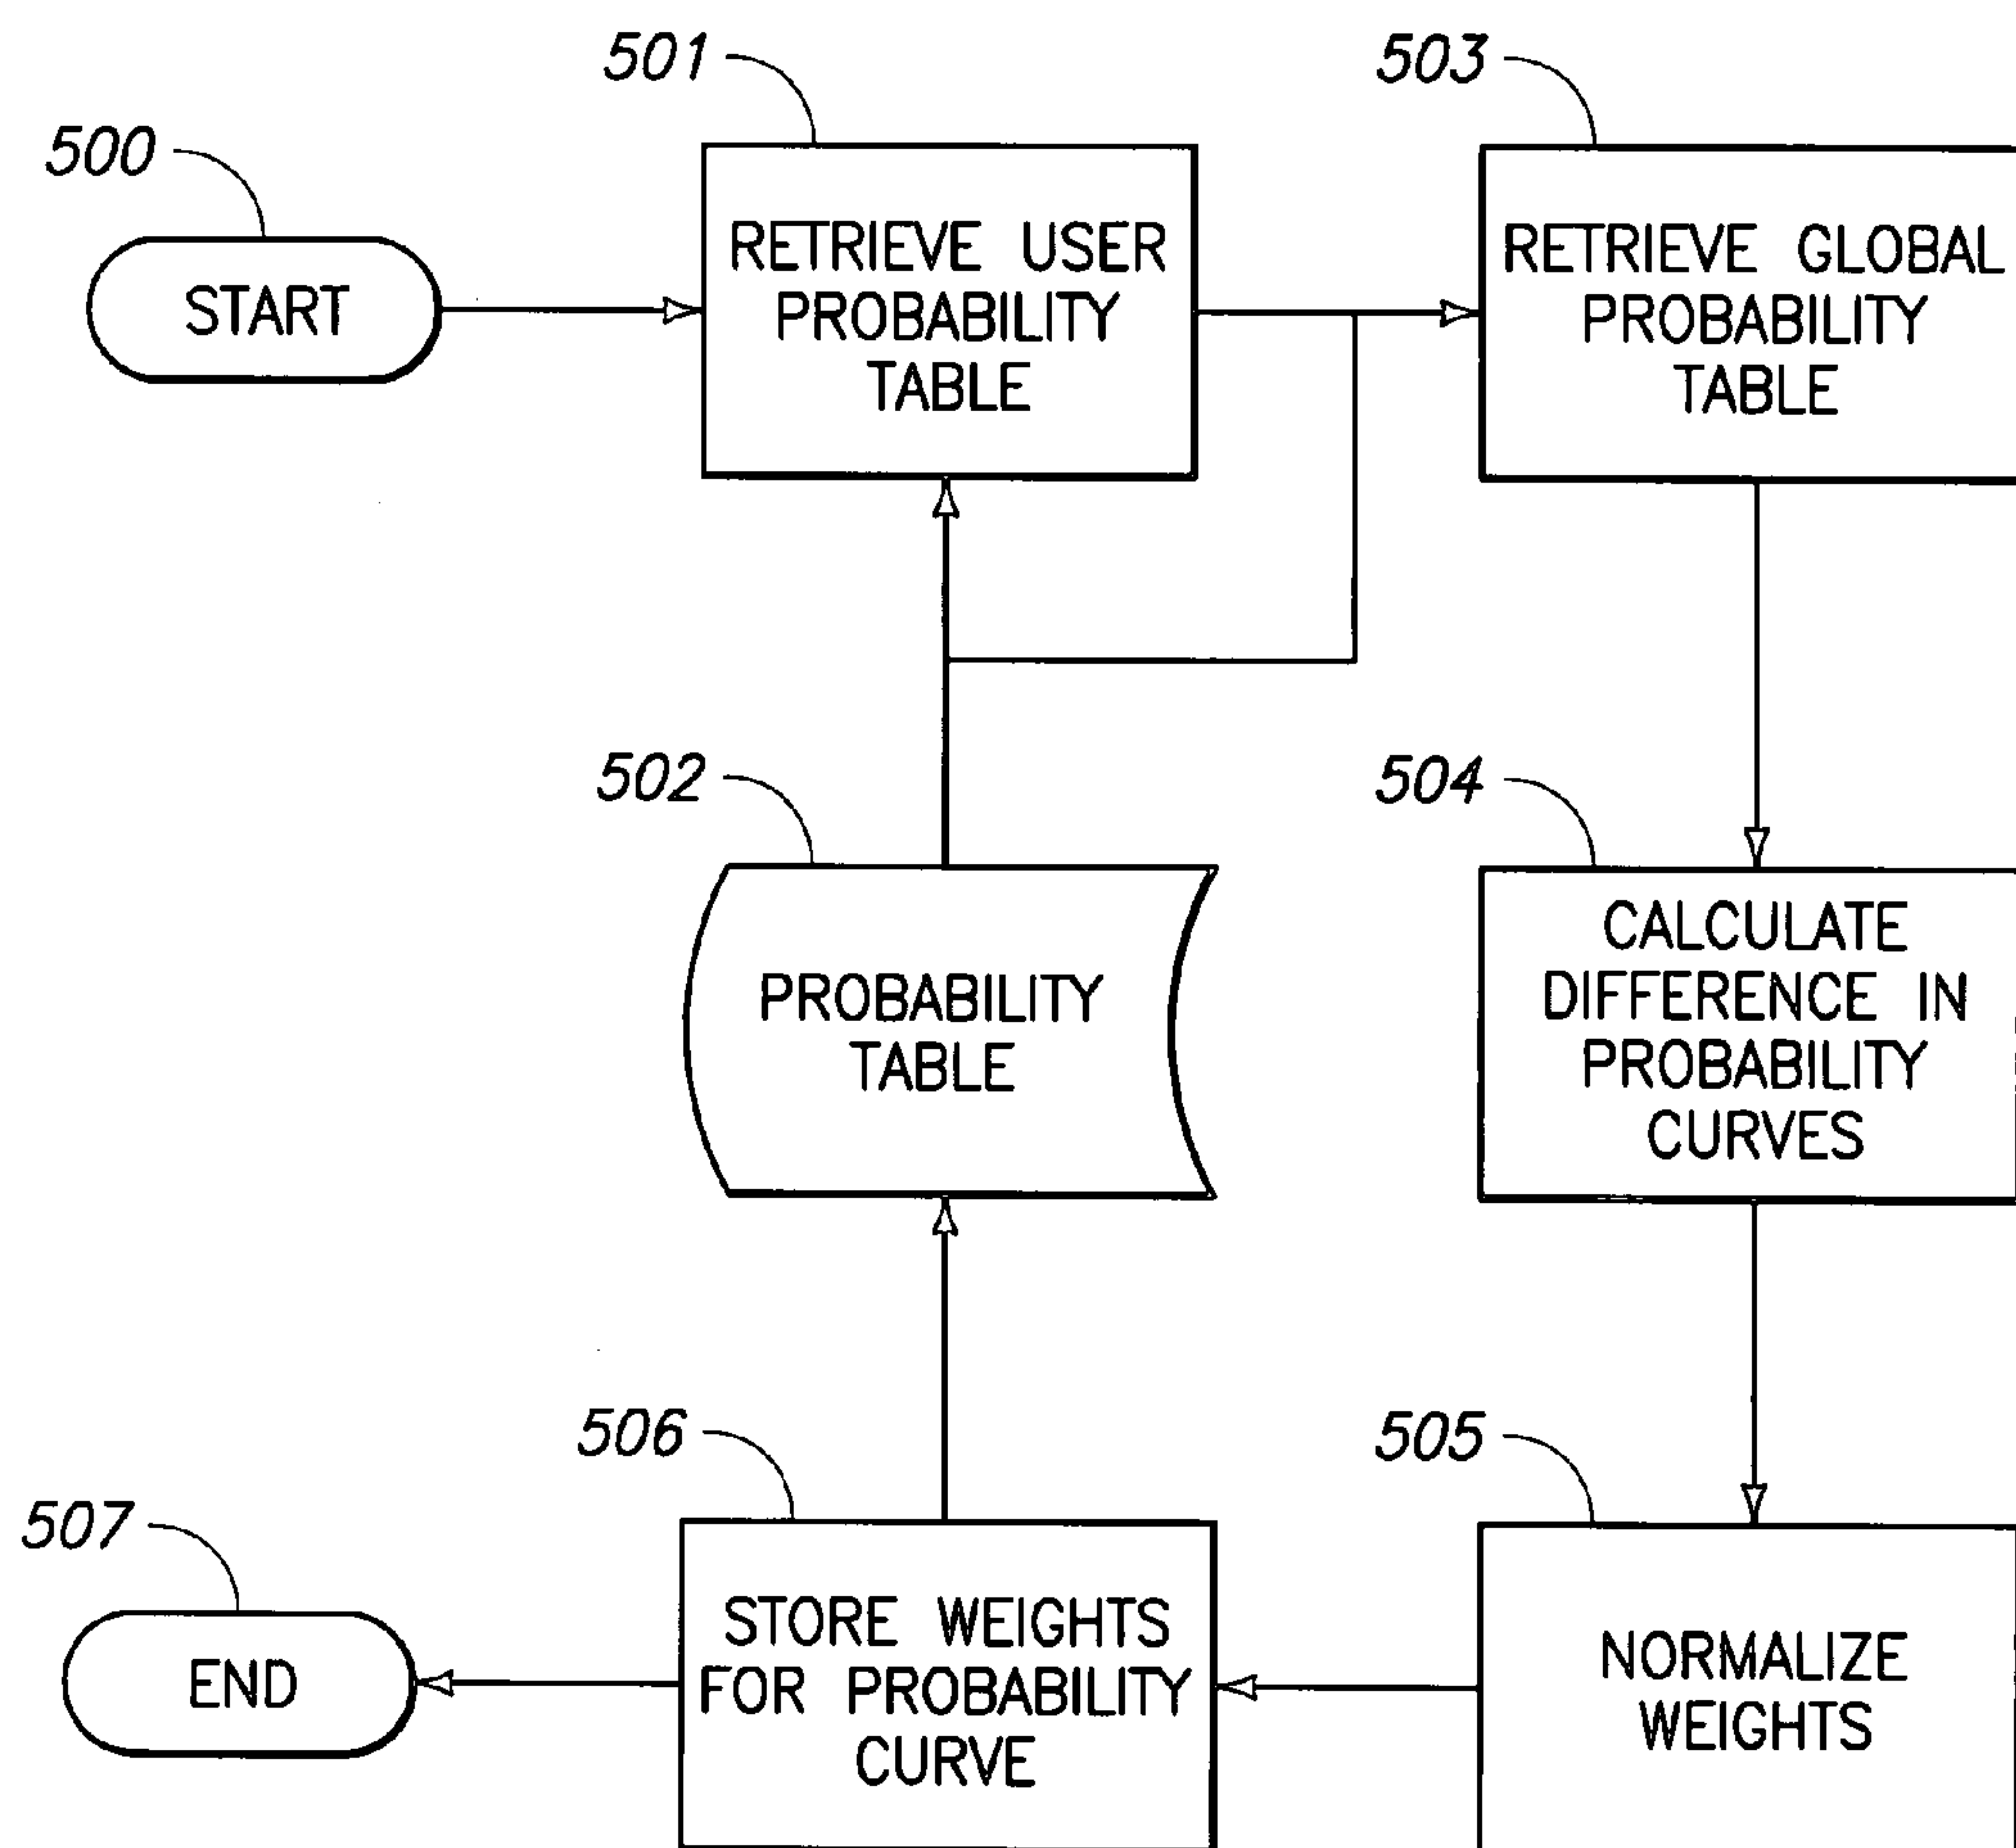 501
503
500
START
RETRIEVE USER
PROBABILITY
TABLE
RETRIEVE GLOBAL
PROBABILITY
TABLE
502
504
PROBABILITY
TABLE
CALCULATE
DIFFERENCE IN
PROBABILITY
CURVES
506
505
507
END
STORE WEIGHTS
FOR PROBABILITY
CURVE
NORMALIZE
WEIGHTS